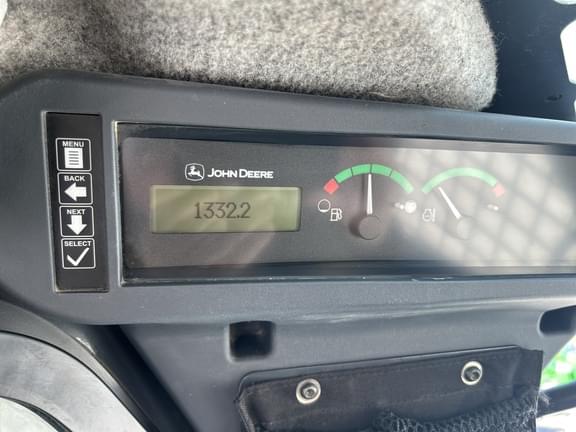 MENU
BACK
NEXT
SELECT
JOHN DEERE
1332.2